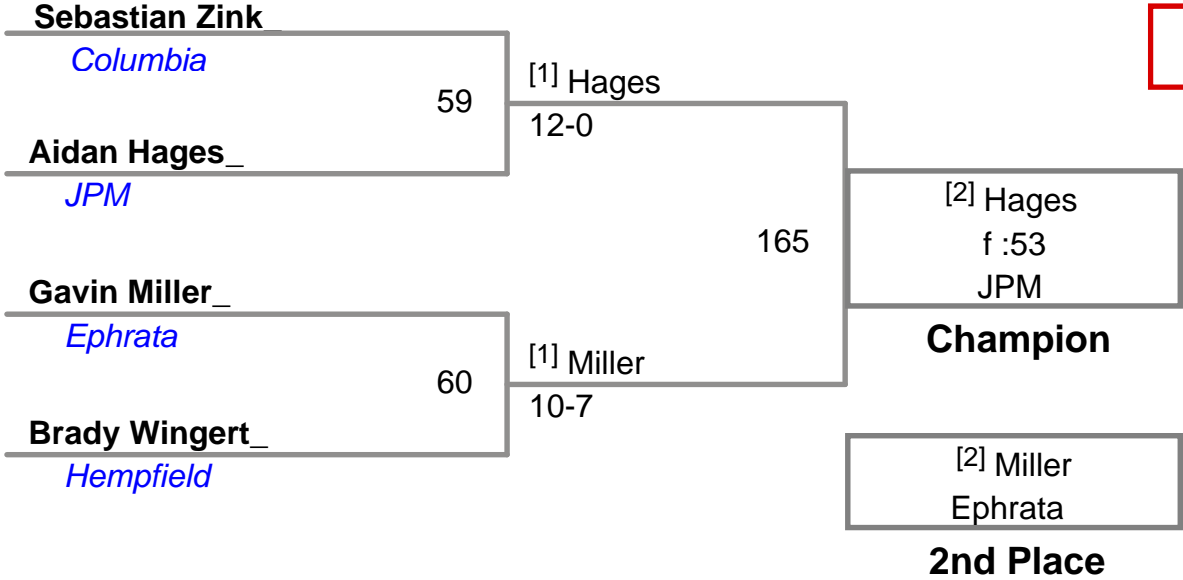 Sebastian Zink_
Columbia
59
[1] Hages
12-0
Aidan Hages_
JPM
165
[2] Hages
f :53
JPM
Champion
Gavin Miller_
Ephrata
60
[1] Miller
10-7
Brady Wingert_
Hempfield
[2] Miller
Ephrata
2nd Place